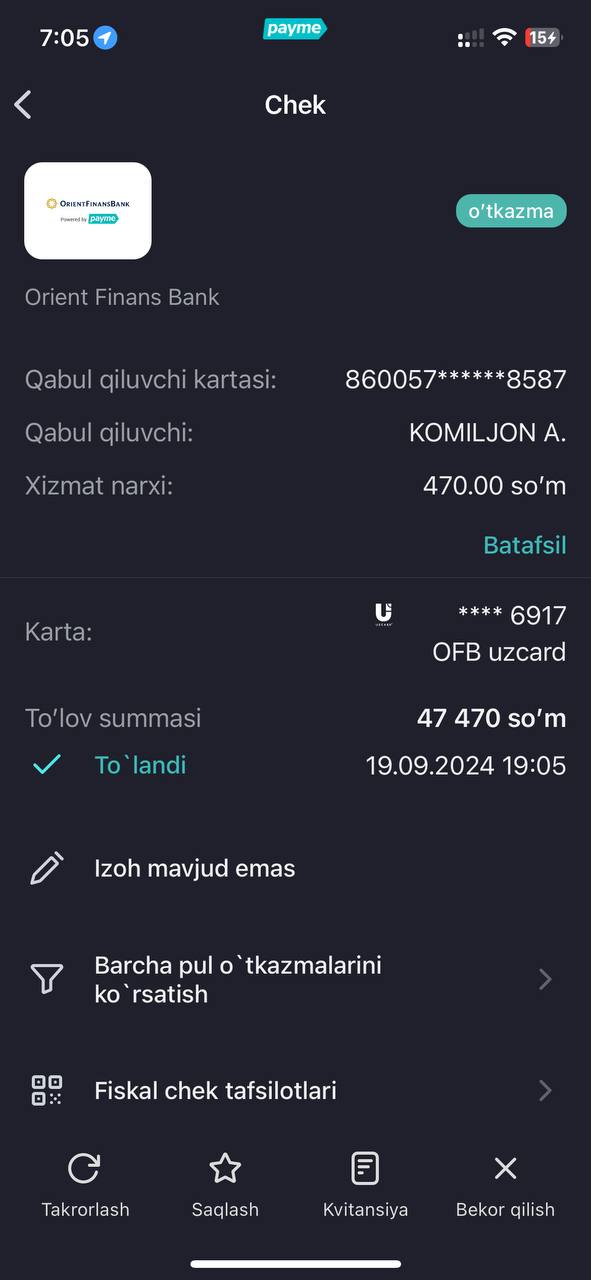 7:05
payme
15
Chek
ORIENTFINANSBANK
Powered by payme
o‘tkazma
Orient Finans Bank
Qabul qiluvchi kartasi: 860057******8587
Qabul qiluvchi: KOMILJON A.
Xizmat narxi: 470.00 so‘m
Batafsil
Karta: **** 6917
UZCARD
OFB uzcard
To‘lov summasi 47 470 so‘m
To`landi 19.09.2024 19:05
Izoh mavjud emas
Barcha pul o`tkazmalarini
ko`rsatish
Fiskal chek tafsilotlari
Takrorlash Saqlash Kvitansiya Bekor qilish